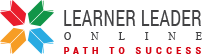 LEARNER LEADER
ONLINE
PATH TO SUCCESS